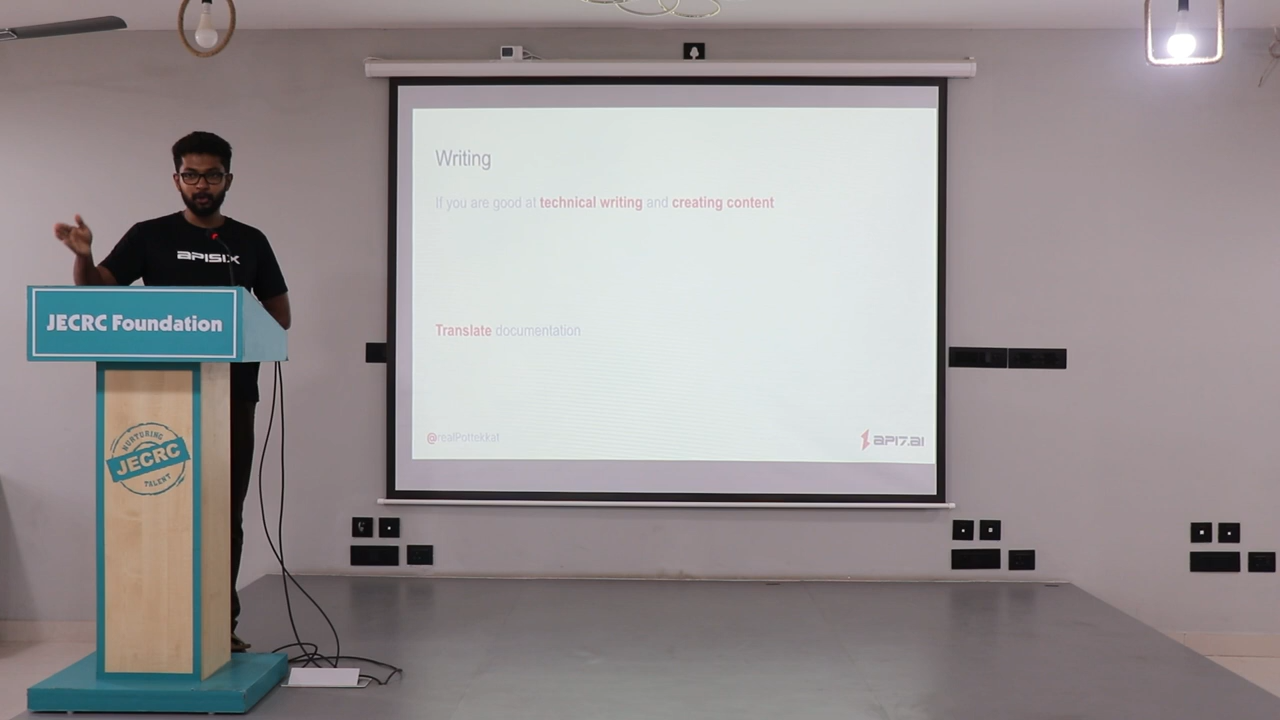 Writing
If you are good at technical writing and creating content
Translate documentation
@realPottekkat
API7.AI
APISIX
JECRC Foundation
NURTURING
JECRC
TALENT